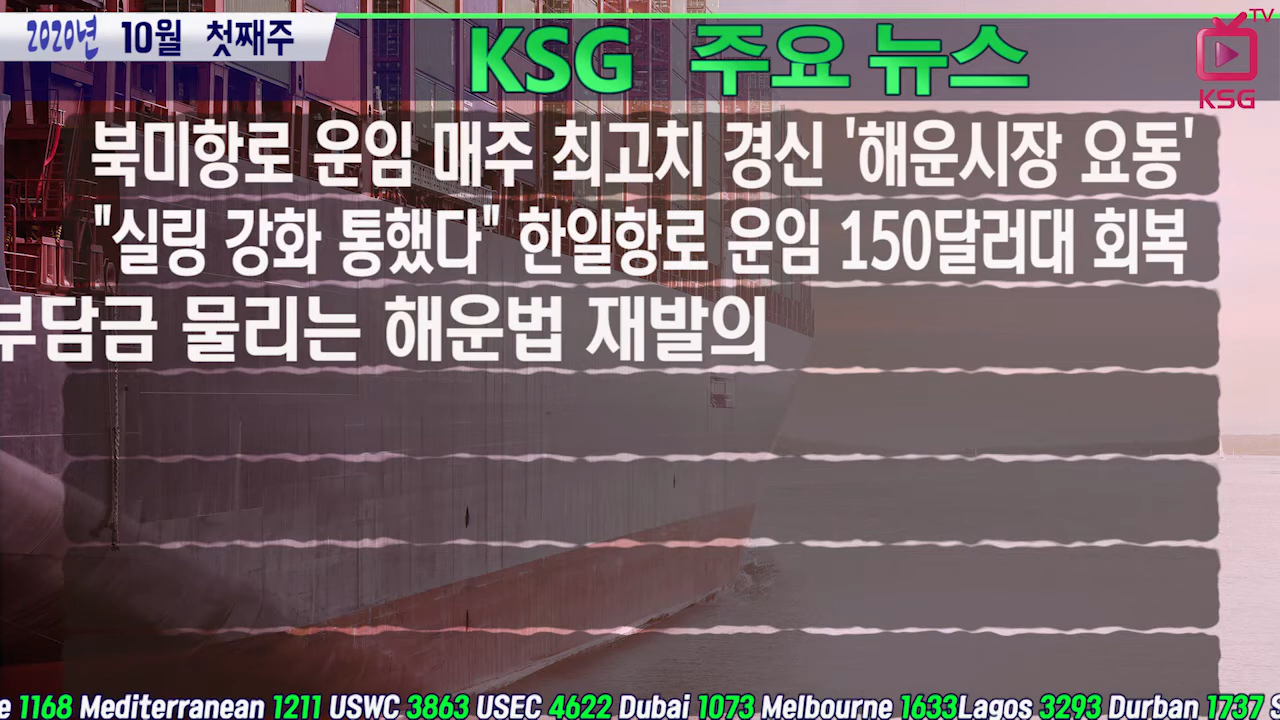 2020년 10월 첫째주
KSG 주요 뉴스
TV
KSG
북미항로 운임 매주 최고치 경신 '해운시장 요동'
"실링 강화 통했다" 한일항로 운임 150달러대 회복
부담금 물리는 해운법 재발의
e 1168 Mediterranean 1211 USWC 3863 USEC 4622 Dubai 1073 Melbourne 1633Lagos 3293 Durban 1737 S